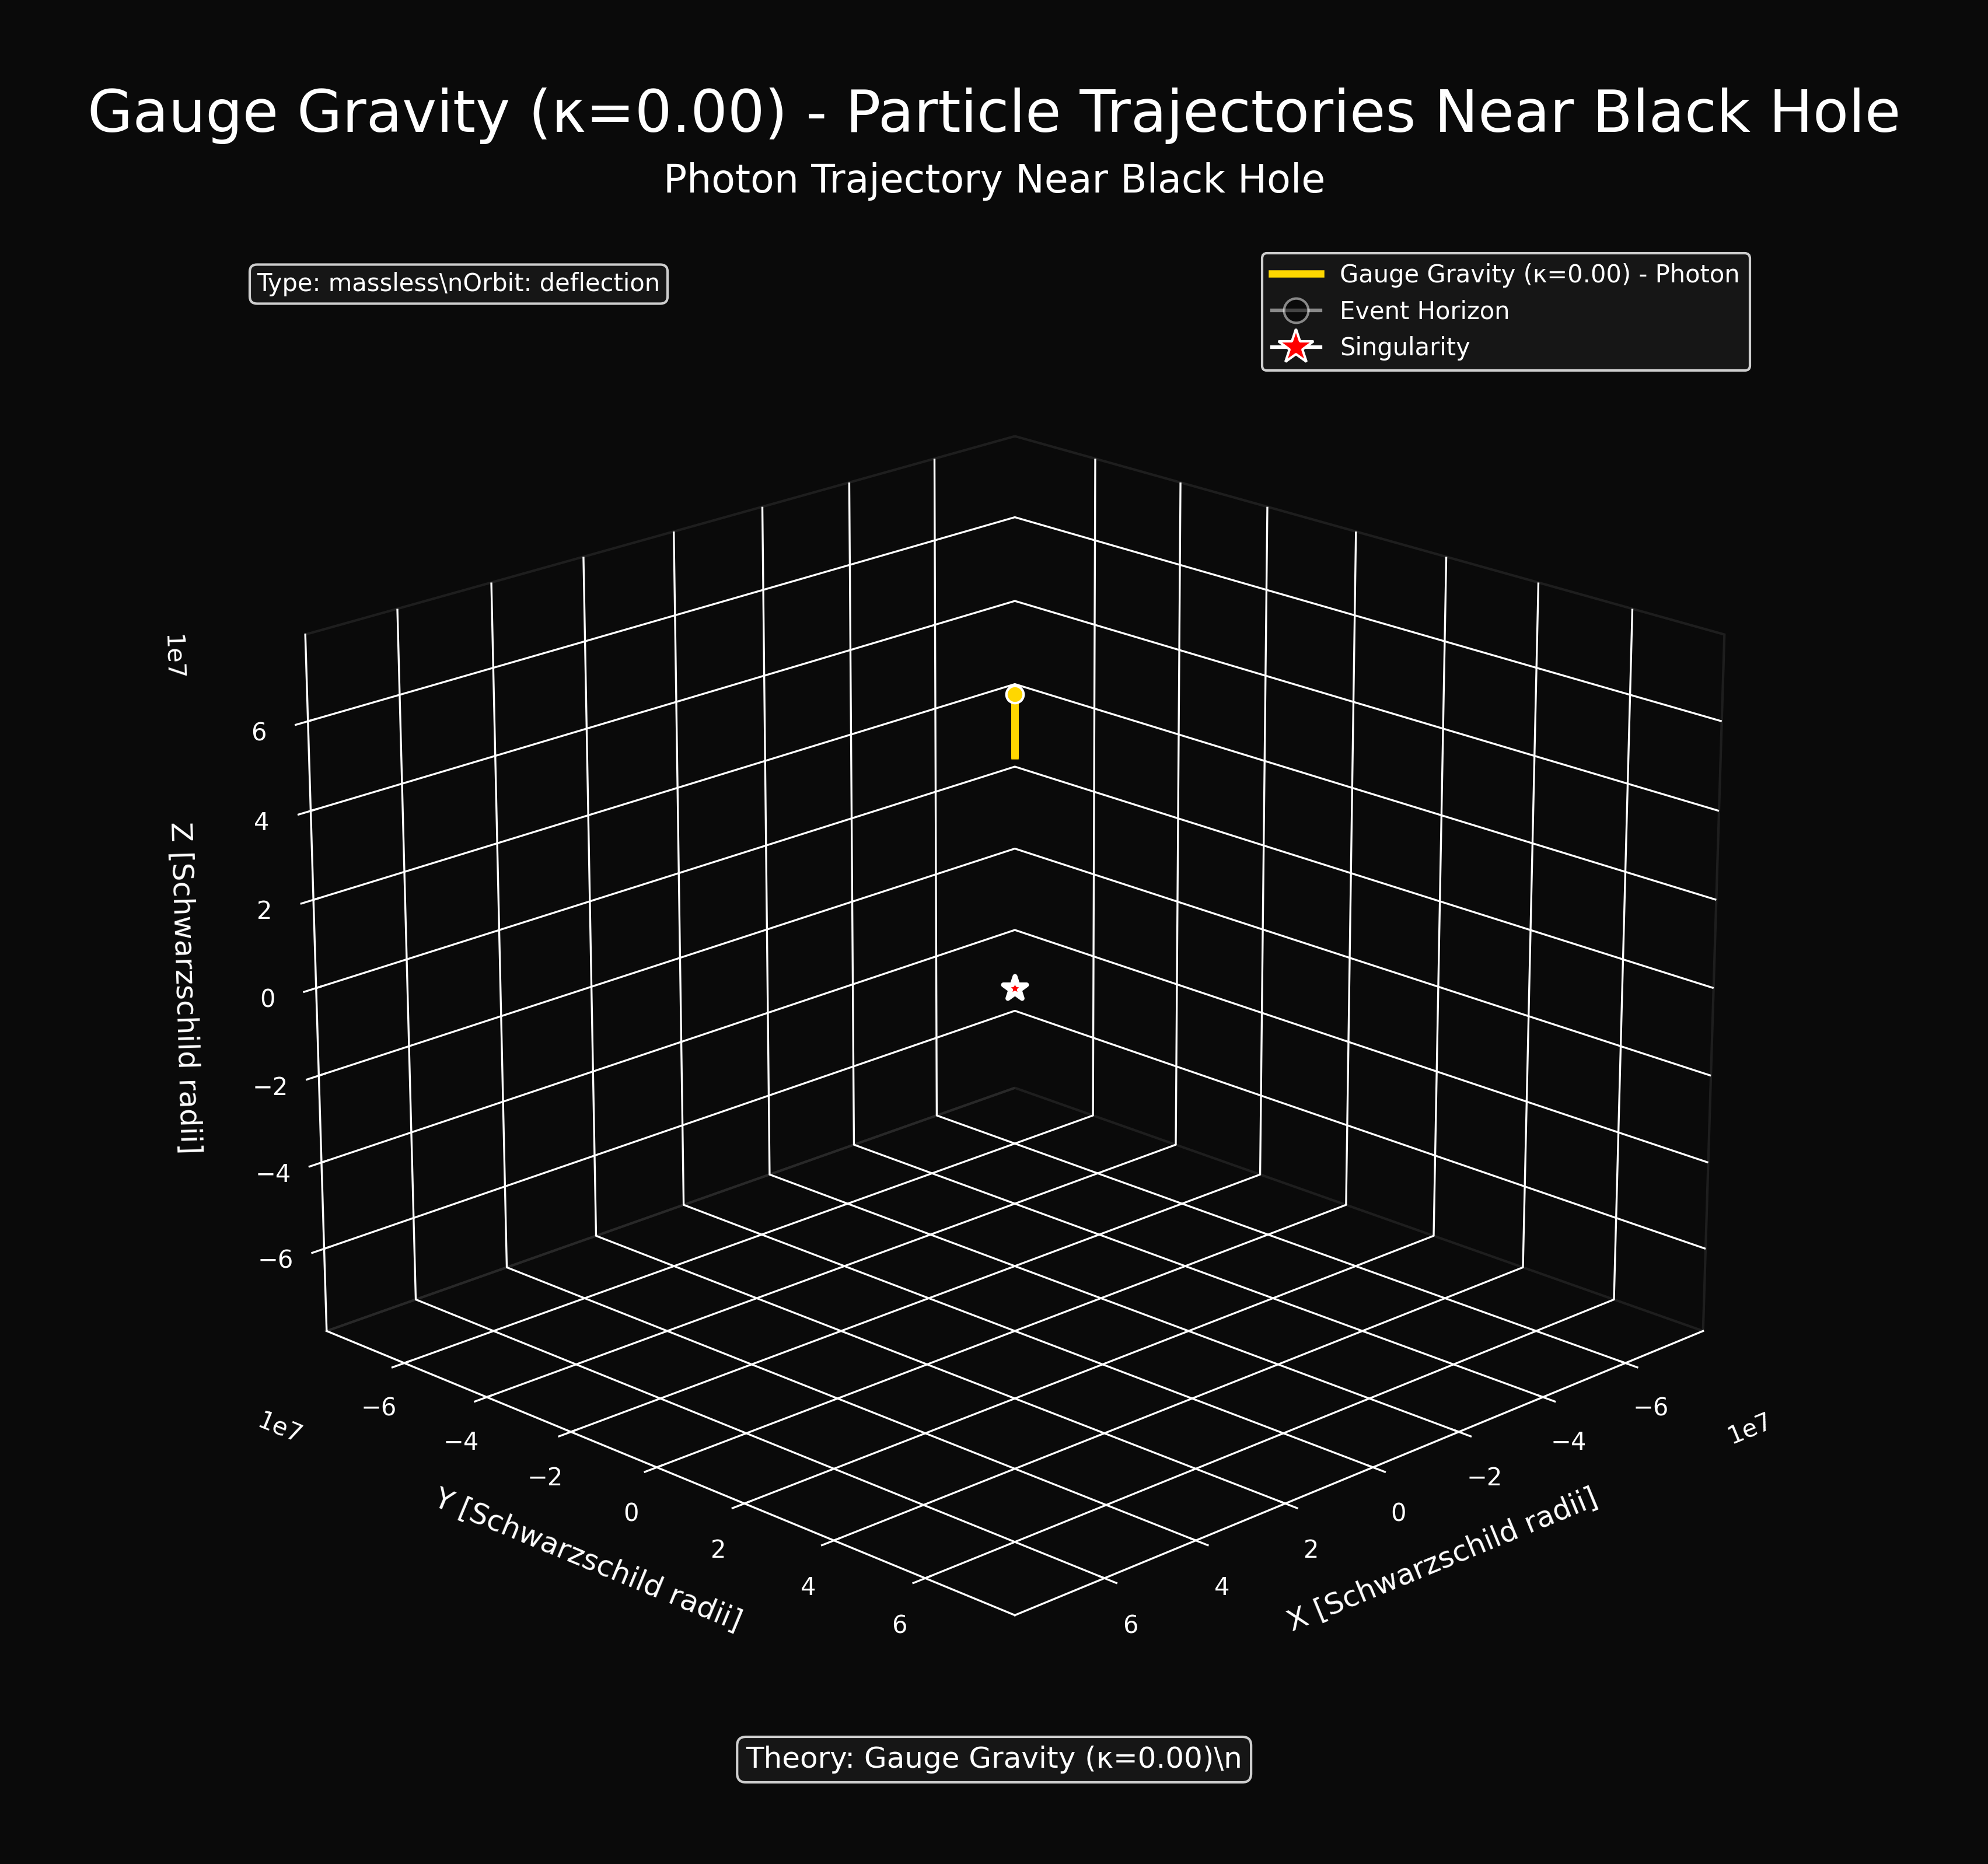 Gauge Gravity (κ=0.00) - Particle Trajectories Near Black Hole
Photon Trajectory Near Black Hole
Type: massless\nOrbit: deflection
Gauge Gravity (κ=0.00) - Photon
Event Horizon
Singularity
1e7
6
4
2
0
−2
−4
−6
Z [Schwarzschild radii]
1e7
−6
−4
−2
0
2
4
6
Y [Schwarzschild radii]
1e7
−6
−4
−2
0
2
4
6
X [Schwarzschild radii]
Theory: Gauge Gravity (κ=0.00)\n